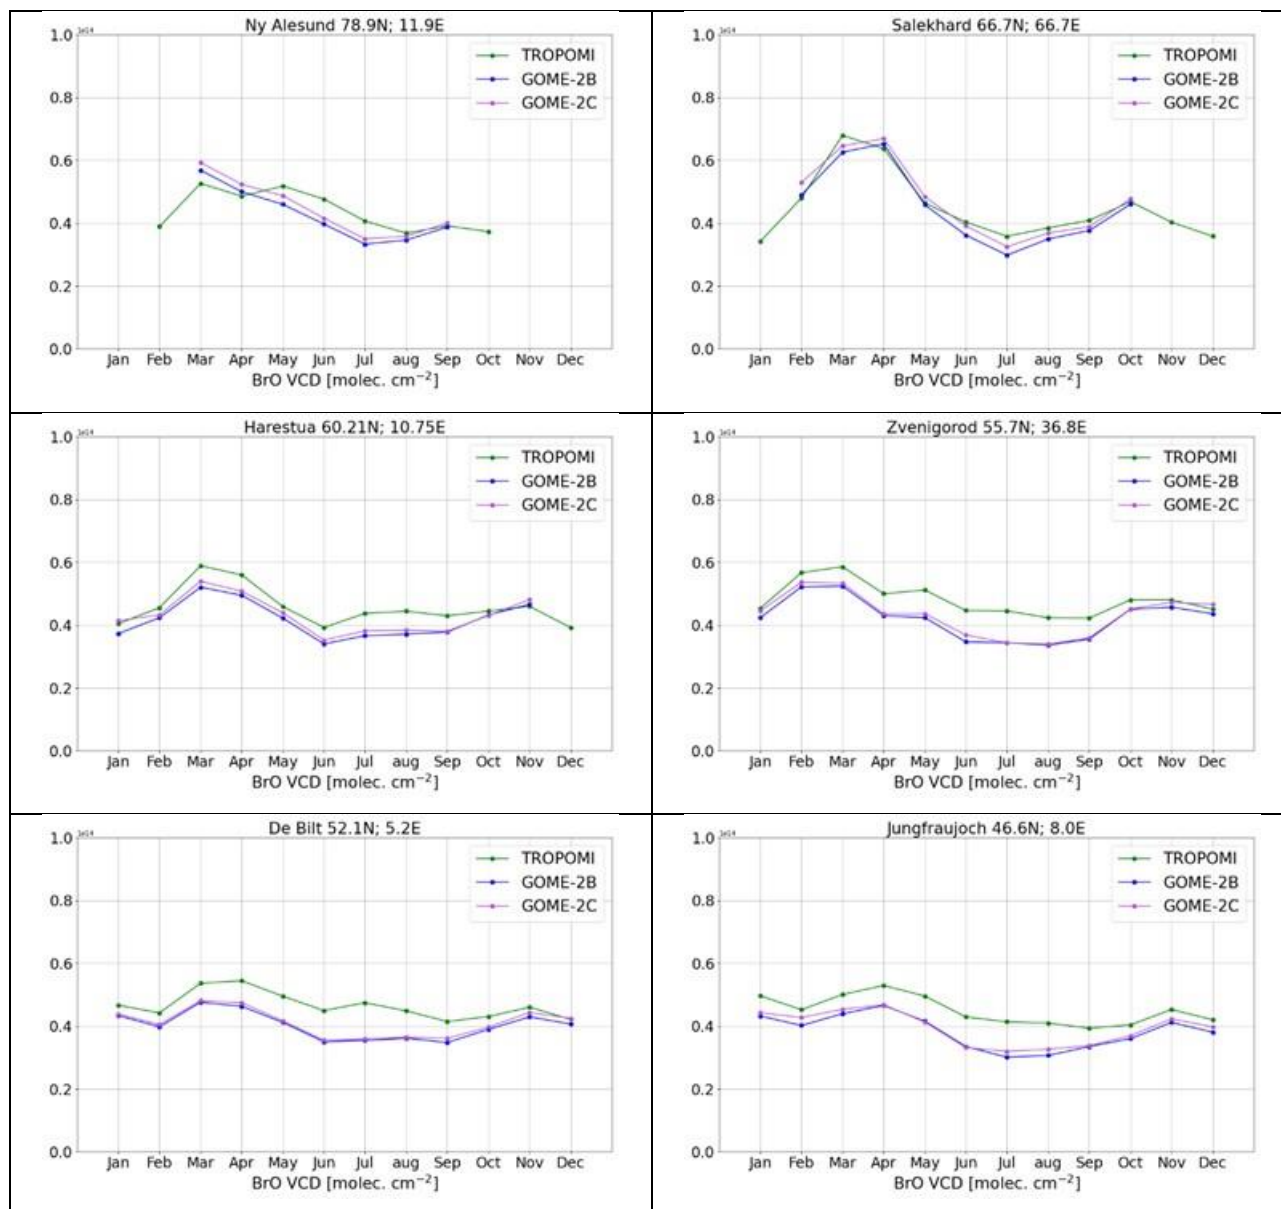 Ny Alesund 78.9N; 11.9E
1e14
TROPOMI
GOME-2B
GOME-2C
1.0
0.8
0.6
0.4
0.2
0.0
Jan Feb Mar Apr May Jun Jul aug Sep Oct Nov Dec
BrO VCD [molec. cm⁻²]
Salekhard 66.7N; 66.7E
1e14
TROPOMI
GOME-2B
GOME-2C
1.0
0.8
0.6
0.4
0.2
0.0
Jan Feb Mar Apr May Jun Jul aug Sep Oct Nov Dec
BrO VCD [molec. cm⁻²]
Harestua 60.21N; 10.75E
1e14
TROPOMI
GOME-2B
GOME-2C
1.0
0.8
0.6
0.4
0.2
0.0
Jan Feb Mar Apr May Jun Jul aug Sep Oct Nov Dec
BrO VCD [molec. cm⁻²]
Zvenigorod 55.7N; 36.8E
1e14
TROPOMI
GOME-2B
GOME-2C
1.0
0.8
0.6
0.4
0.2
0.0
Jan Feb Mar Apr May Jun Jul aug Sep Oct Nov Dec
BrO VCD [molec. cm⁻²]
De Bilt 52.1N; 5.2E
1e14
TROPOMI
GOME-2B
GOME-2C
1.0
0.8
0.6
0.4
0.2
0.0
Jan Feb Mar Apr May Jun Jul aug Sep Oct Nov Dec
BrO VCD [molec. cm⁻²]
Jungfraujoch 46.6N; 8.0E
1e14
TROPOMI
GOME-2B
GOME-2C
1.0
0.8
0.6
0.4
0.2
0.0
Jan Feb Mar Apr May Jun Jul aug Sep Oct Nov Dec
BrO VCD [molec. cm⁻²]